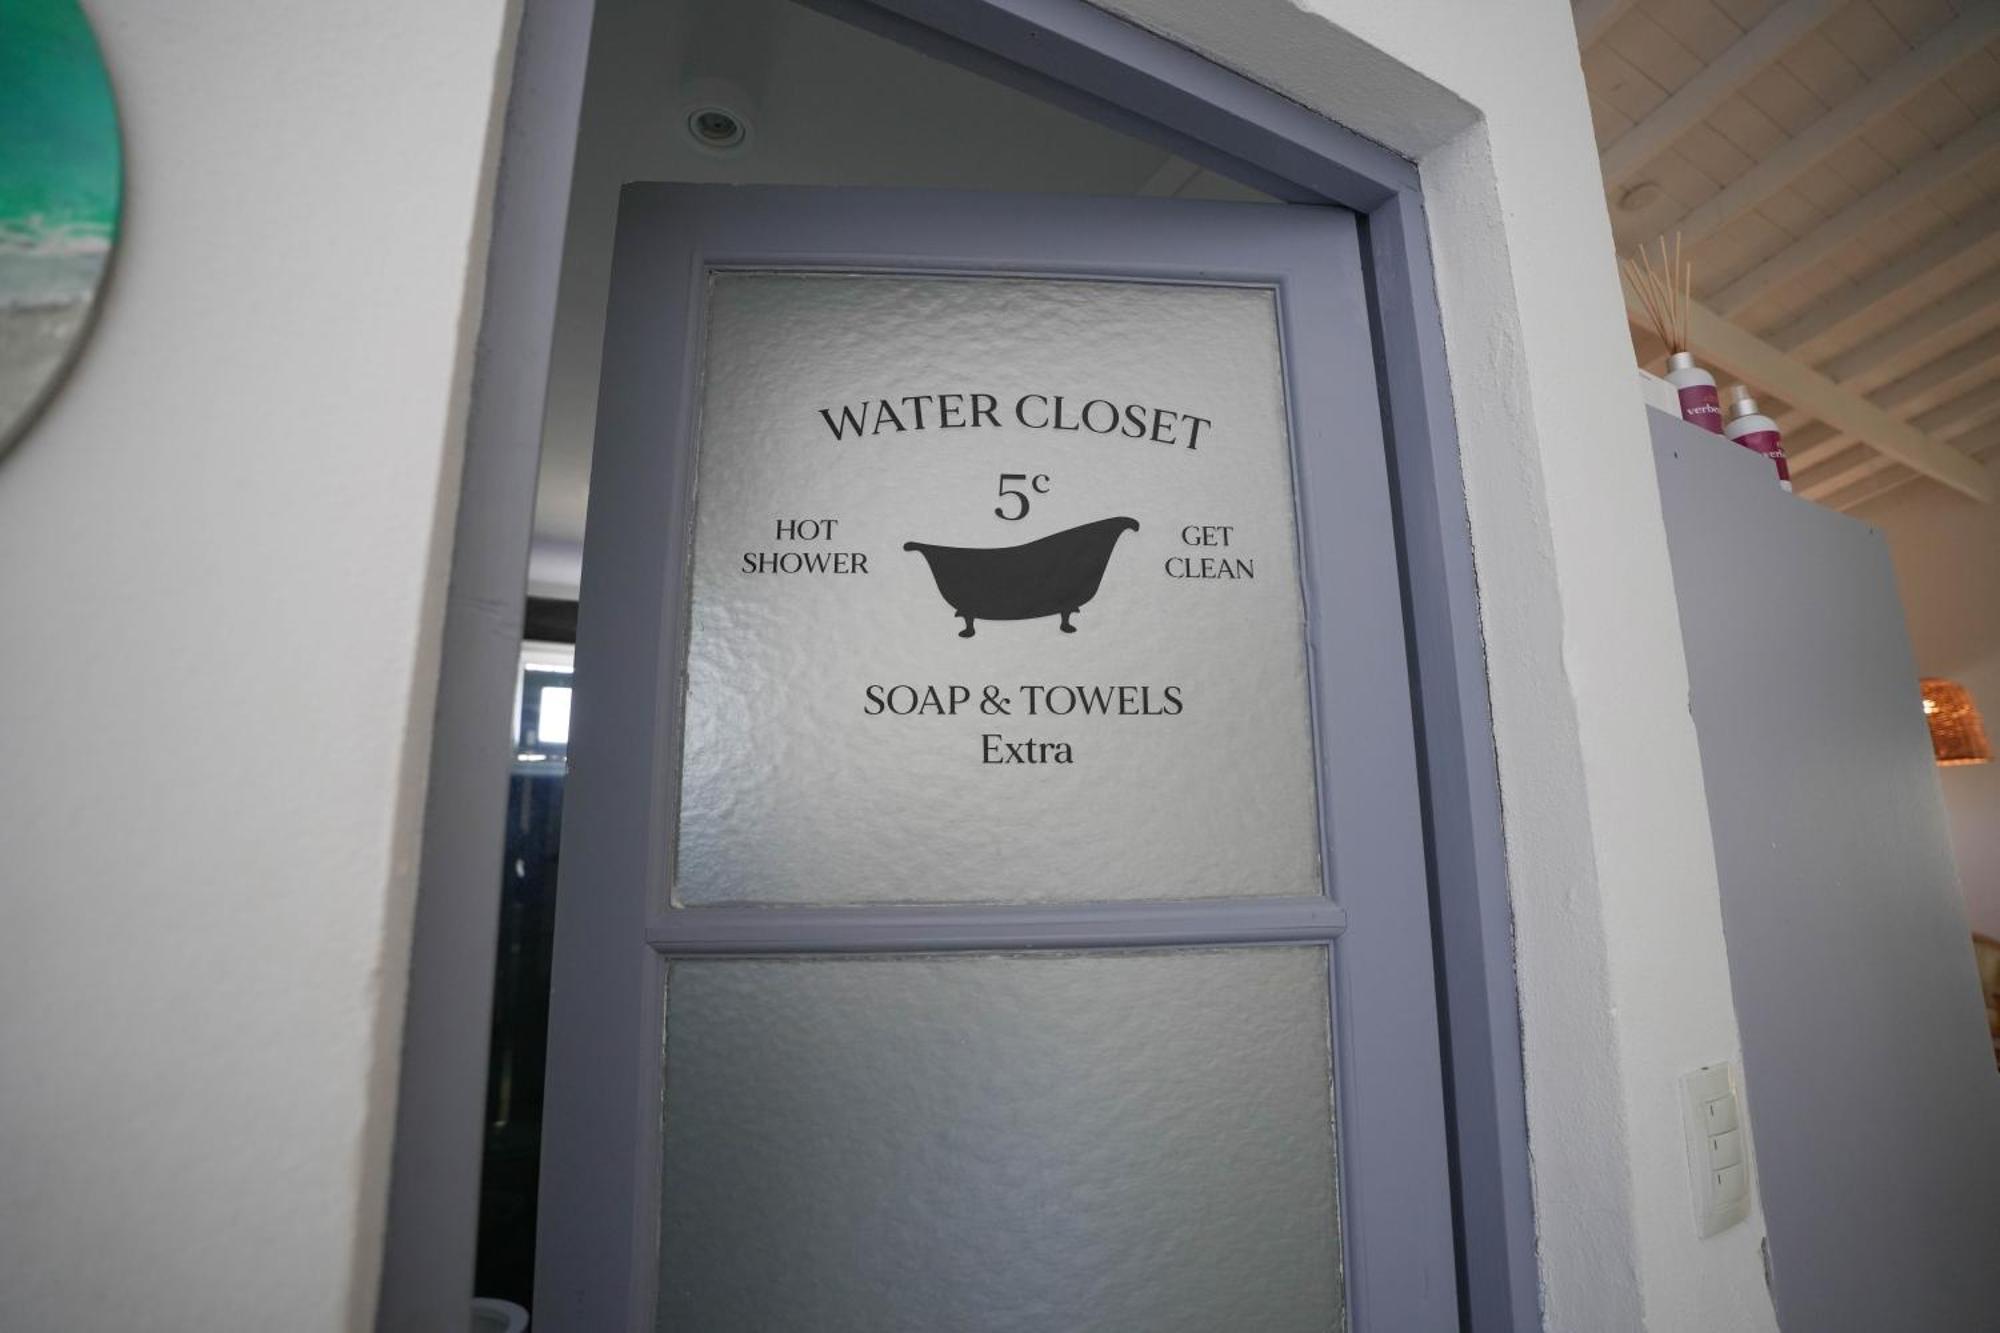 WATER CLOSET
5c
HOT
SHOWER
GET
CLEAN
SOAP & TOWELS
Extra